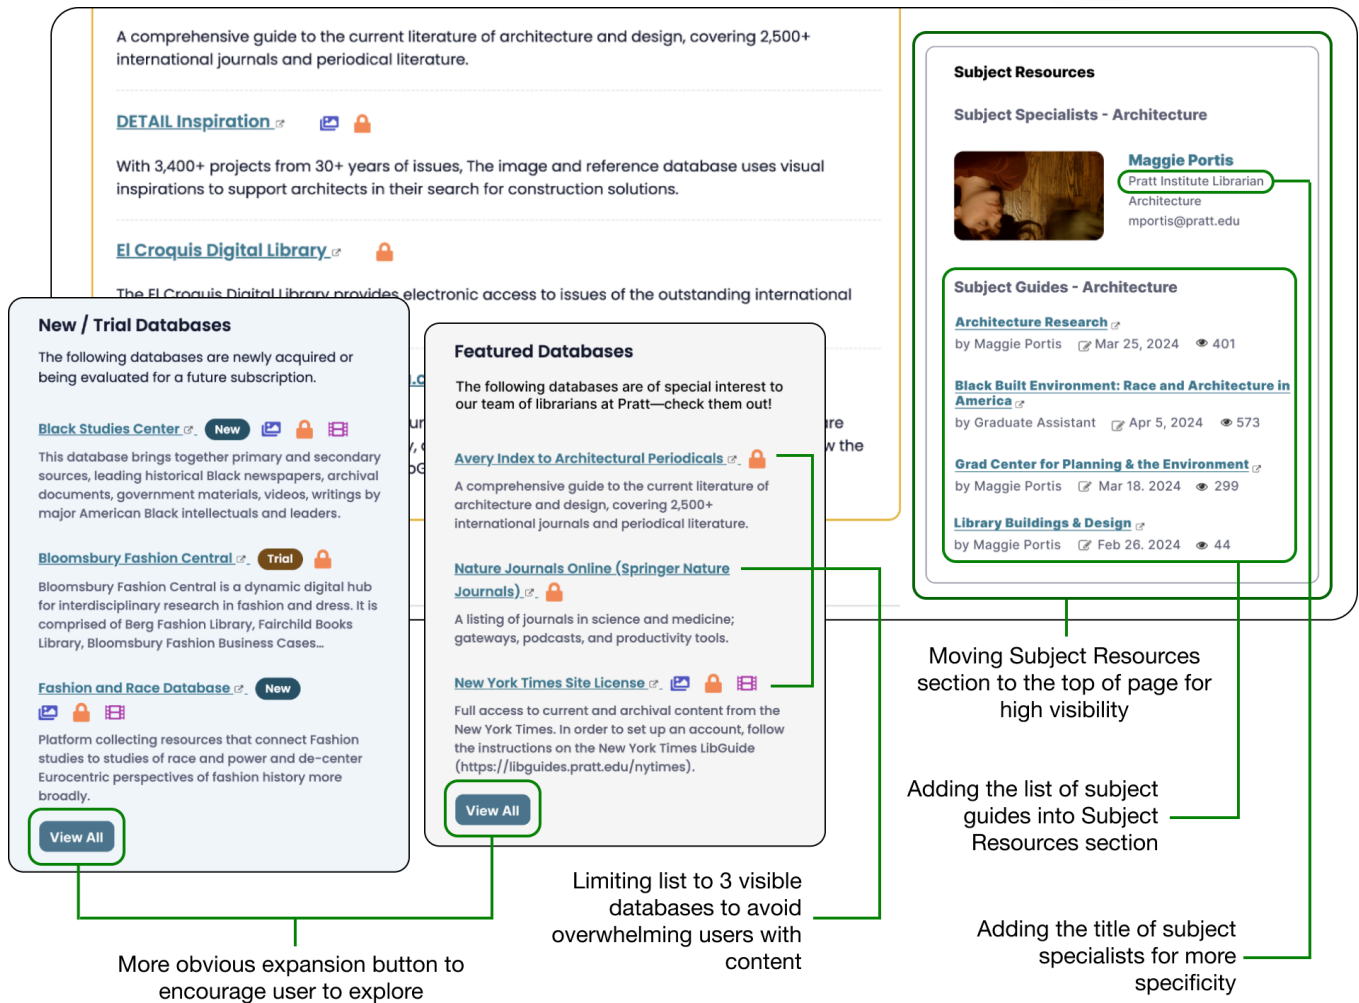 A comprehensive guide to the current literature of architecture and design, covering 2,500+
international journals and periodical literature.
DETAIL Inspiration
With 3,400+ projects from 30+ years of issues, The image and reference database uses visual
inspirations to support architects in their search for construction solutions.
El Croquis Digital Library
The El Croquis Digital Library provides electronic access to issues of the outstanding international
re
w the
New / Trial Databases
The following databases are newly acquired or
being evaluated for a future subscription.
Black Studies Center New
This database brings together primary and secondary
sources, leading historical Black newspapers, archival
documents, government materials, videos, writings by
major American Black intellectuals and leaders.
Bloomsbury Fashion Central Trial
Bloomsbury Fashion Central is a dynamic digital hub
for interdisciplinary research in fashion and dress. It is
comprised of Berg Fashion Library, Fairchild Books
Library, Bloomsbury Fashion Business Cases...
Fashion and Race Database New
Platform collecting resources that connect Fashion
studies to studies of race and power and de-center
Eurocentric perspectives of fashion history more
broadly.
View All
Featured Databases
The following databases are of special interest to
our team of librarians at Pratt—check them out!
Avery Index to Architectural Periodicals
A comprehensive guide to the current literature of
architecture and design, covering 2,500+
international journals and periodical literature.
Nature Journals Online (Springer Nature
Journals)
A listing of journals in science and medicine;
gateways, podcasts, and productivity tools.
New York Times Site License
Full access to current and archival content from the
New York Times. In order to set up an account, follow
the instructions on the New York Times LibGuide
(https://libguides.pratt.edu/nytimes).
View All
Subject Resources
Subject Specialists - Architecture
Maggie Portis
Pratt Institute Librarian
Architecture
mportis@pratt.edu
Subject Guides - Architecture
Architecture Research
by Maggie Portis Mar 25, 2024 401
Black Built Environment: Race and Architecture in
America
by Graduate Assistant Apr 5, 2024 573
Grad Center for Planning & the Environment
by Maggie Portis Mar 18. 2024 299
Library Buildings & Design
by Maggie Portis Feb 26. 2024 44
Moving Subject Resources
section to the top of page for
high visibility
Adding the list of subject
guides into Subject
Resources section
Adding the title of subject
specialists for more
specificity
Limiting list to 3 visible
databases to avoid
overwhelming users with
content
More obvious expansion button to
encourage user to explore